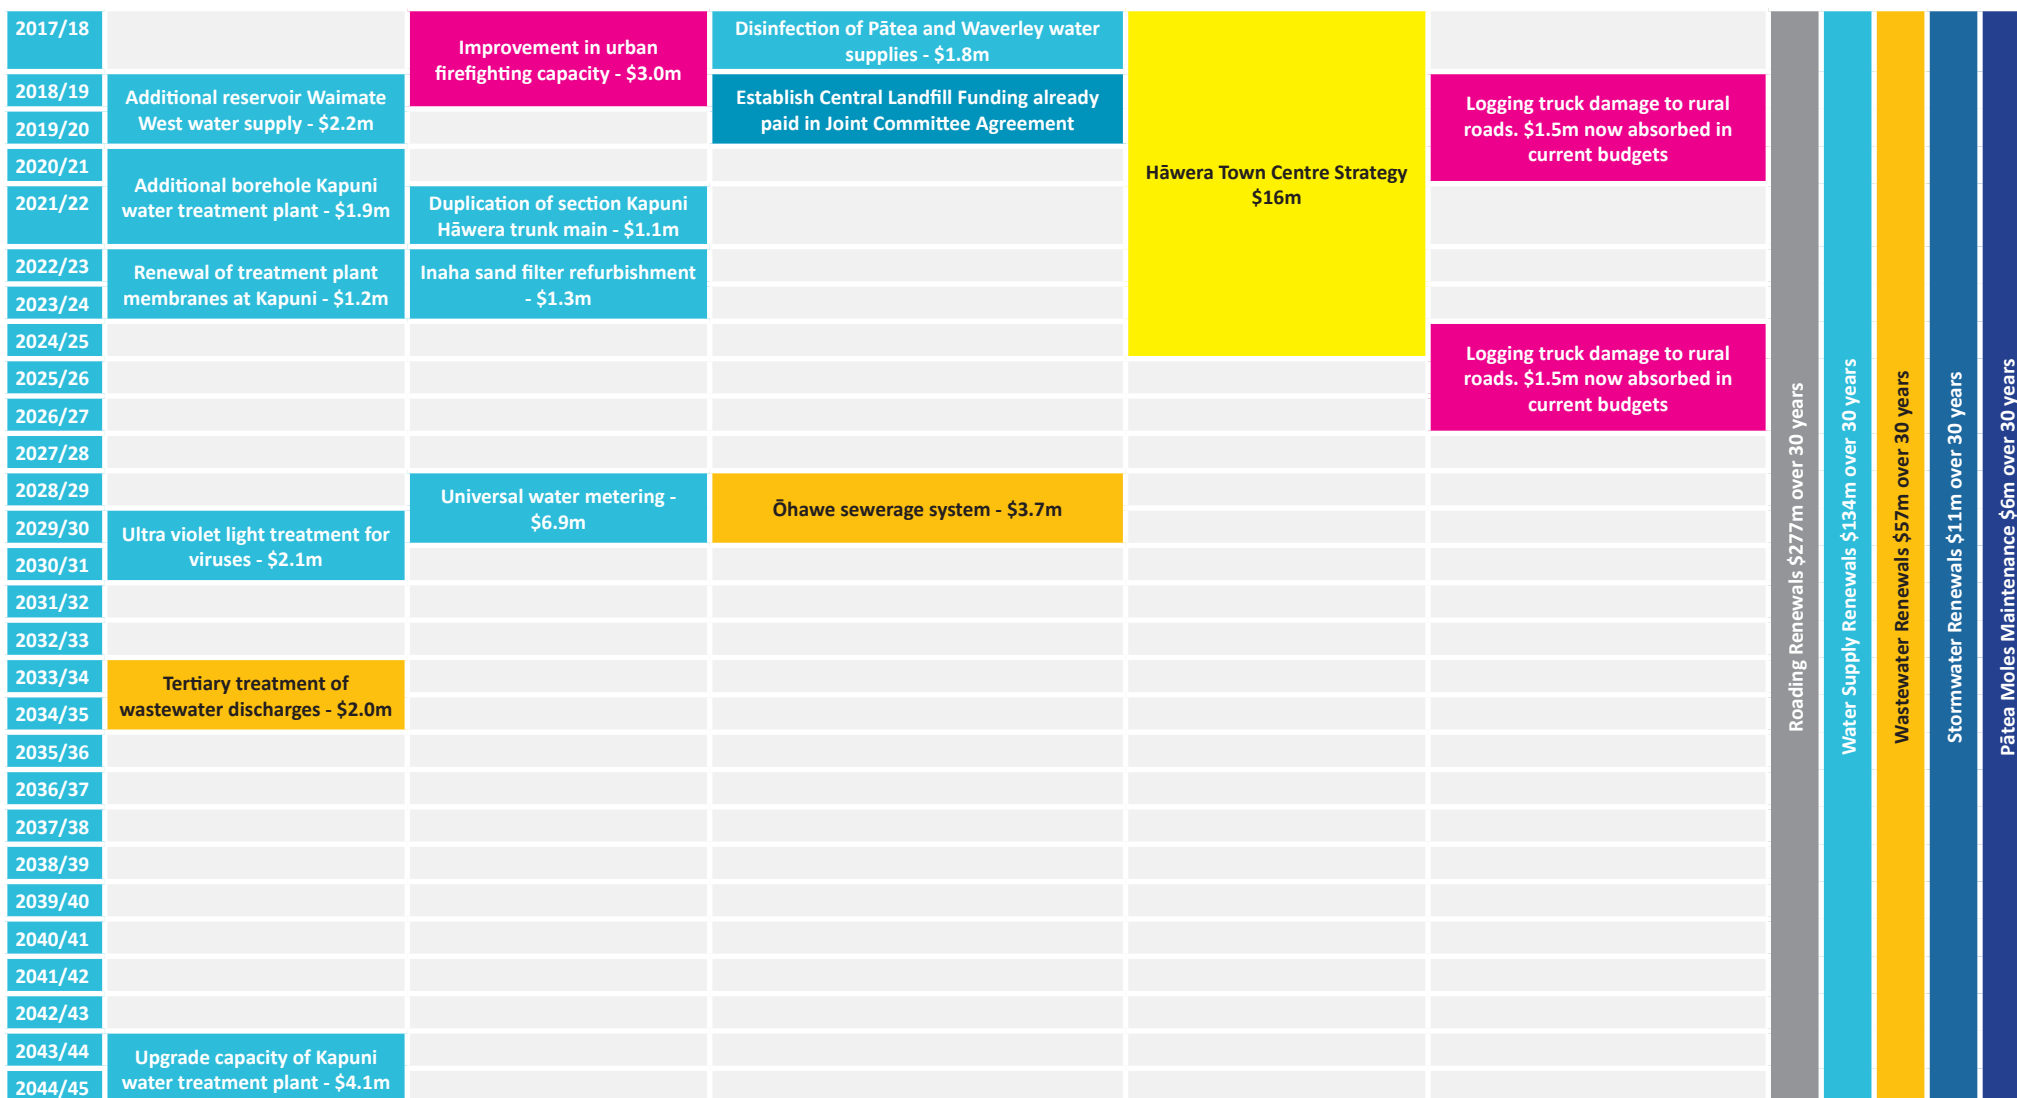 2017/18
Improvement in urban
firefighting capacity - $3.0m
Disinfection of Pātea and Waverley water
supplies - $1.8m
2018/19
Additional reservoir Waimate
West water supply - $2.2m
Establish Central Landfill Funding already
paid in Joint Committee Agreement
Hāwera Town Centre Strategy
$16m
Logging truck damage to rural
roads. $1.5m now absorbed in
current budgets
2019/20
2020/21
Additional borehole Kapuni
water treatment plant - $1.9m
2021/22
Duplication of section Kapuni
Hāwera trunk main - $1.1m
2022/23
Renewal of treatment plant
membranes at Kapuni - $1.2m
Inaha sand filter refurbishment
- $1.3m
2023/24
2024/25
Logging truck damage to rural
roads. $1.5m now absorbed in
current budgets
2025/26
2026/27
2027/28
2028/29
Universal water metering -
$6.9m
Ōhawe sewerage system - $3.7m
2029/30
Ultra violet light treatment for
viruses - $2.1m
2030/31
2031/32
2032/33
2033/34
Tertiary treatment of
wastewater discharges - $2.0m
2034/35
2035/36
2036/37
2037/38
2038/39
2039/40
2040/41
2041/42
2042/43
2043/44
Upgrade capacity of Kapuni
water treatment plant - $4.1m
2044/45
Roading Renewals $277m over 30 years
Water Supply Renewals $134m over 30 years
Wastewater Renewals $57m over 30 years
Stormwater Renewals $11m over 30 years
Pātea Moles Maintenance $6m over 30 years